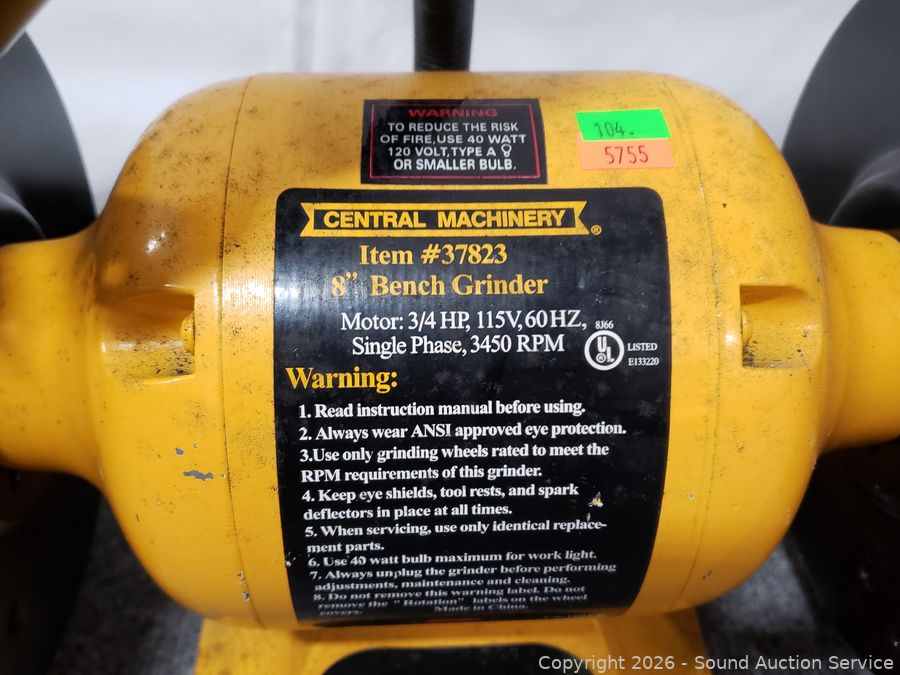 WARNING
TO REDUCE THE RISK
OF FIRE, USE 40 WATT
120 VOLT, TYPE A
OR SMALLER BULB.
104.
5755
CENTRAL MACHINERY®
Item #37823
8” Bench Grinder
Motor: 3/4 HP, 115V, 60HZ,
Single Phase, 3450 RPM
8J66
UL
®
LISTED
E133220
Warning:
1. Read instruction manual before using.
2. Always wear ANSI approved eye protection.
3.Use only grinding wheels rated to meet the
RPM requirements of this grinder.
4. Keep eye shields, tool rests, and spark
deflectors in place at all times.
5. When servicing, use only identical replace-
ment parts.
6. Use 40 watt bulb maximum for work light.
7. Always unplug the grinder before performing
adjustments, maintenance and cleaning.
8. Do not remove this warning label. Do not
remove the "Rotation" labels on the wheel
covers. Made in China.
Copyright 2026 - Sound Auction Service